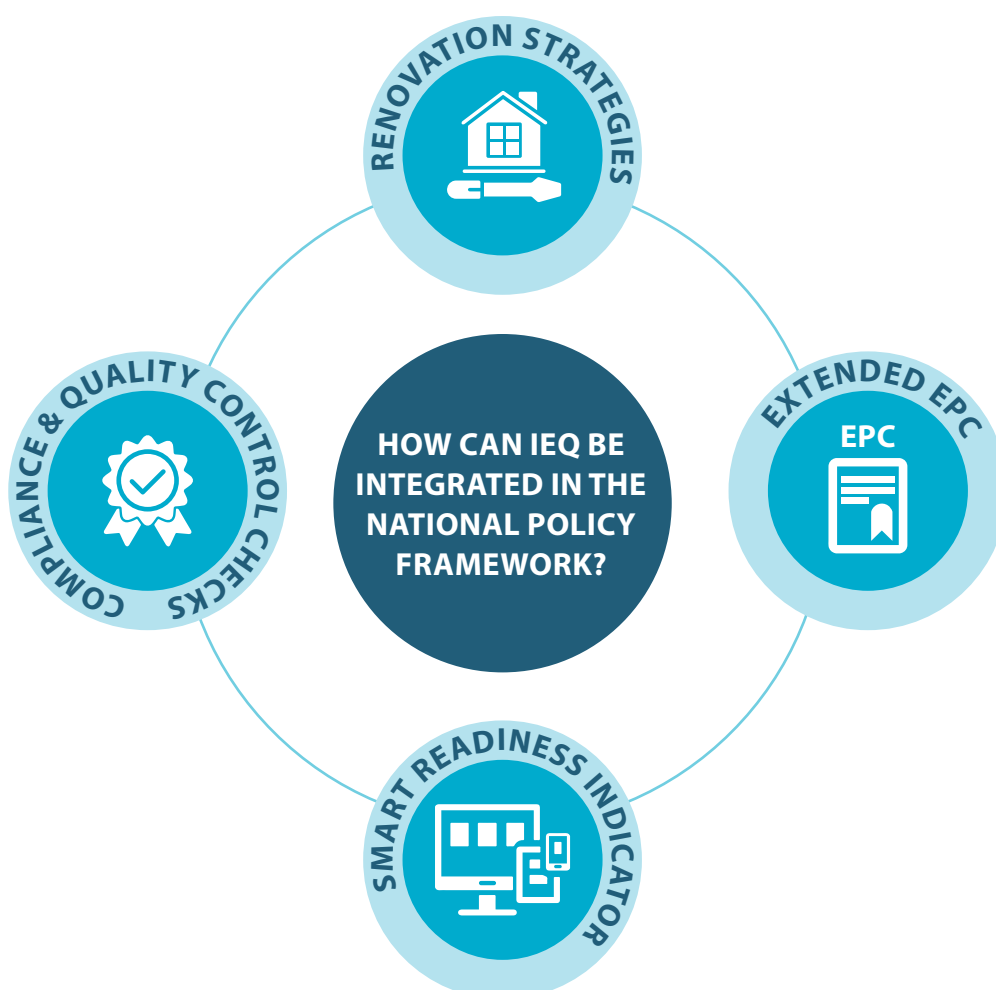 RENOVATION STRATEGIES
EXTENDED EPC
EPC
COMPLIANCE & QUALITY CONTROL CHECKS
HOW CAN IEQ BE
INTEGRATED IN THE
NATIONAL POLICY
FRAMEWORK?
SMART READINESS INDICATOR